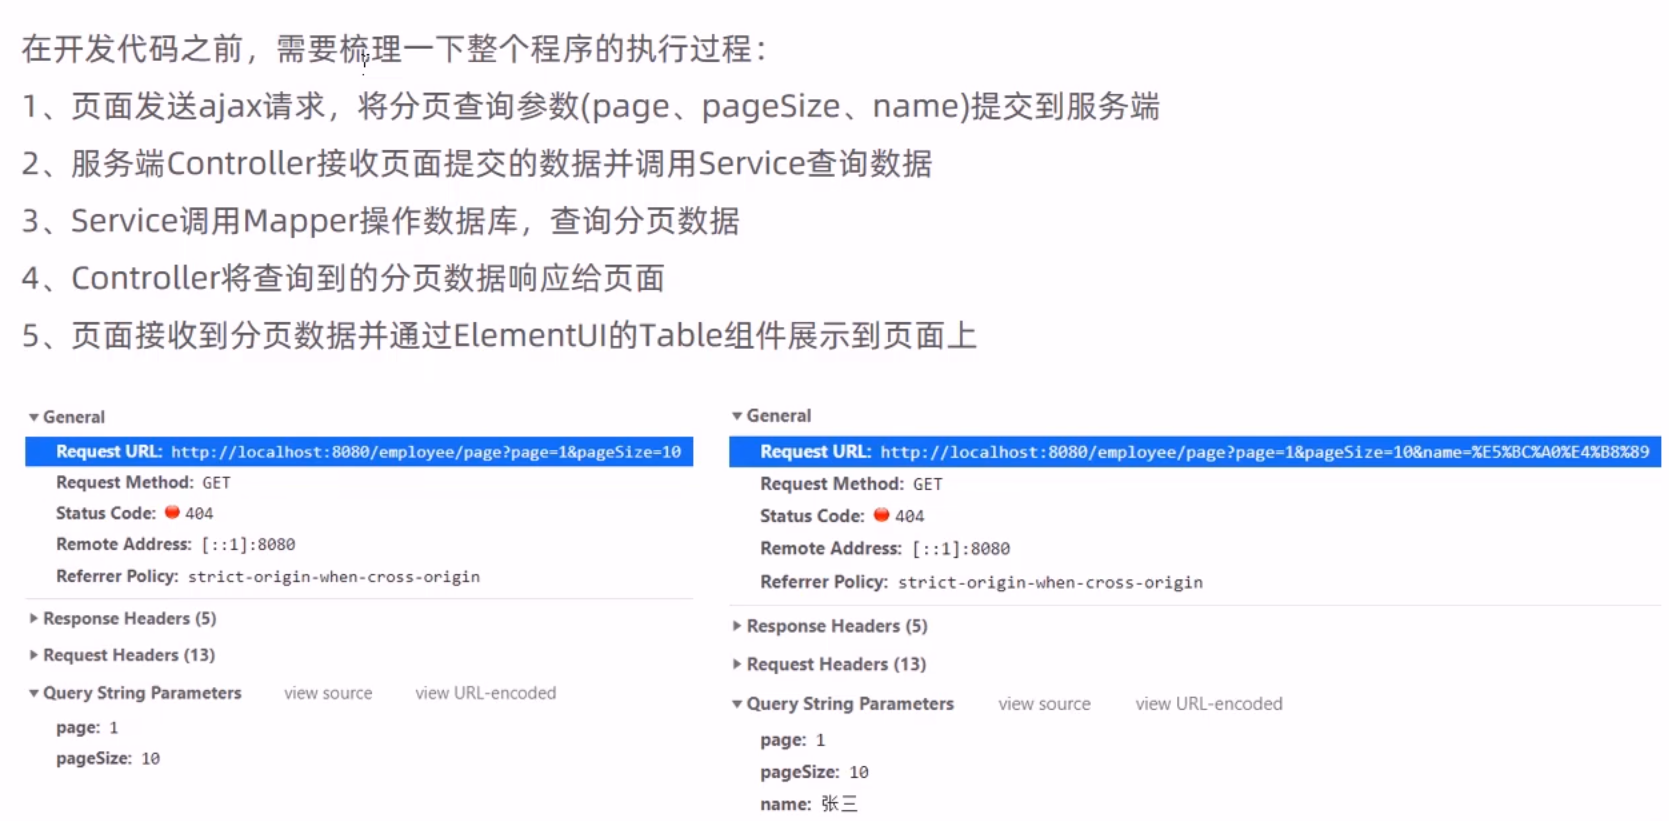 在开发代码之前，需要梳理一下整个程序的执行过程：
1、页面发送ajax请求，将分页查询参数(page、pageSize、name)提交到服务端
2、服务端Controller接收页面提交的数据并调用Service查询数据
3、Service调用Mapper操作数据库，查询分页数据
4、Controller将查询到的分页数据响应给页面
5、页面接收到分页数据并通过ElementUI的Table组件展示到页面上
General
Request URL: http://localhost:8080/employee/page?page=1&pageSize=10
Request Method: GET
Status Code: 404
Remote Address: [::1]:8080
Referrer Policy: strict-origin-when-cross-origin
Response Headers (5)
Request Headers (13)
Query String Parameters view source view URL-encoded
page: 1
pageSize: 10
General
Request URL: http://localhost:8080/employee/page?page=1&pageSize=10&name=%E5%BC%A0%E4%B8%89
Request Method: GET
Status Code: 404
Remote Address: [::1]:8080
Referrer Policy: strict-origin-when-cross-origin
Response Headers (5)
Request Headers (13)
Query String Parameters view source view URL-encoded
page: 1
pageSize: 10
name: 张三